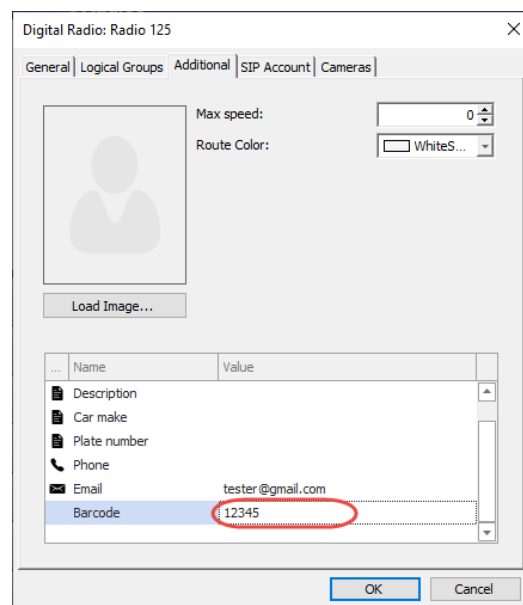 Digital Radio: Radio 125
General Logical Groups Additional SIP Account Cameras
Max speed: 0
Route Color: WhiteS...
Load Image...
... Name Value
Description
Car make
Plate number
Phone
Email tester@gmail.com
Barcode 12345
OK Cancel